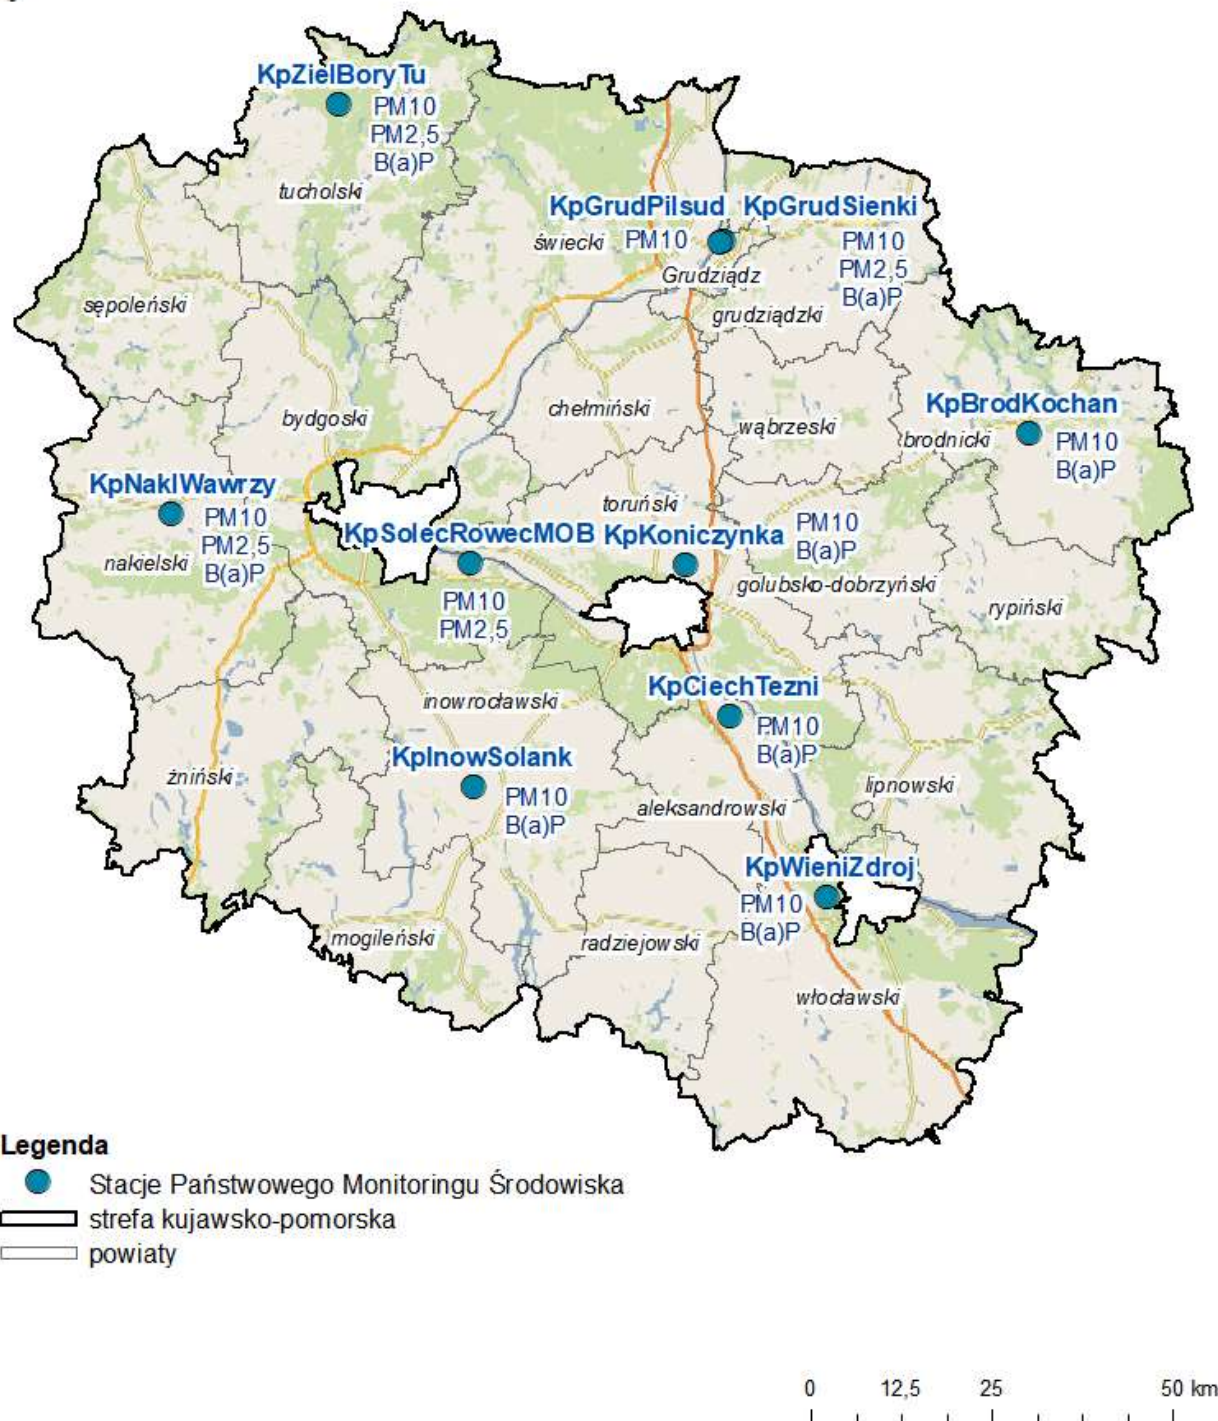 KpZielBoryTu
PM10
PM2,5
B(a)P
tucholski
KpGrudPilsud
KpGrudSienki
świecki
PM10
PM10
PM2,5
B(a)P
Grudziądz
grudziądzki
sępoleński
KpBrodKochan
PM10
B(a)P
bydgoski
chełmiński
wąbrzeski
brodnicki
KpNaklWawrzy
PM10
PM2,5
B(a)P
nakielski
toruński
KpSolecRowecMOB
PM10
PM2,5
KpKoniczynka
PM10
B(a)P
golubsko-dobrzyński
rypiński
KpCiechTezni
PM10
B(a)P
inowrocławski
KpInowSolank
PM10
B(a)P
żniński
lipnowski
aleksandrowski
KpWieniZdroj
PM10
B(a)P
mogileński
radziejowski
włocławski
Legenda
Stacje Państwowego Monitoringu Środowiska
strefa kujawsko-pomorska
powiaty
0 12,5 25 50 km